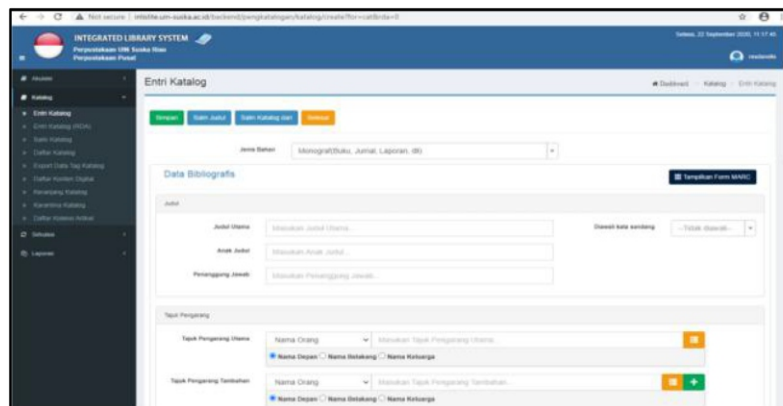 Not secure | inlislite.uin-suska.ac.id/backend/pengkatalogan/katalog/create?for=cat&rda=0
INTEGRATED LIBRARY SYSTEM
Perpustakaan UIN Suska Riau
Perpustakaan Pusat
Selasa, 22 September 2020, 11:17:45
Akuisisi
Katalog
Entri Katalog
Entri Katalog (RDA)
Salin Katalog
Daftar Katalog
Export Data Tag Katalog
Daftar Konten Digital
Keranjang Katalog
Karantina Katalog
Daftar Koleksi Artikel
Sirkulasi
Laporan
Entri Katalog
Dashboard
Katalog
Entri Katalog
Simpan
Salin Judul
Salin Katalog dari
Selesai
Jenis Bahan
Monograf(Buku, Jurnal, Laporan, dll)
Data Bibliografis
Tampilkan Form MARC
Judul
Judul Utama
Masukan Judul Utama...
Diawali kata sandang
--Tidak diawali--
Anak Judul
Masukan Anak Judul...
Penanggung Jawab
Masukan Penanggung Jawab...
Tajuk Pengarang
Tajuk Pengarang Utama
Nama Orang
Masukan Tajuk Pengarang Utama...
Nama Depan Nama Belakang Nama Keluarga
Tajuk Pengarang Tambahan
Nama Orang
Masukan Tajuk Pengarang Tambahan...
Nama Depan Nama Belakang Nama Keluarga